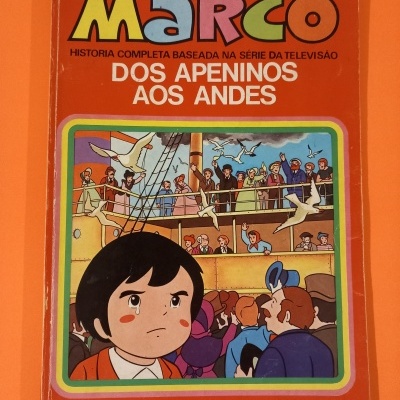 MARCO
HISTORIA COMPLETA BASEADA NA SÉRIE DA TELEVISÃO
DOS APENINOS
AOS ANDES